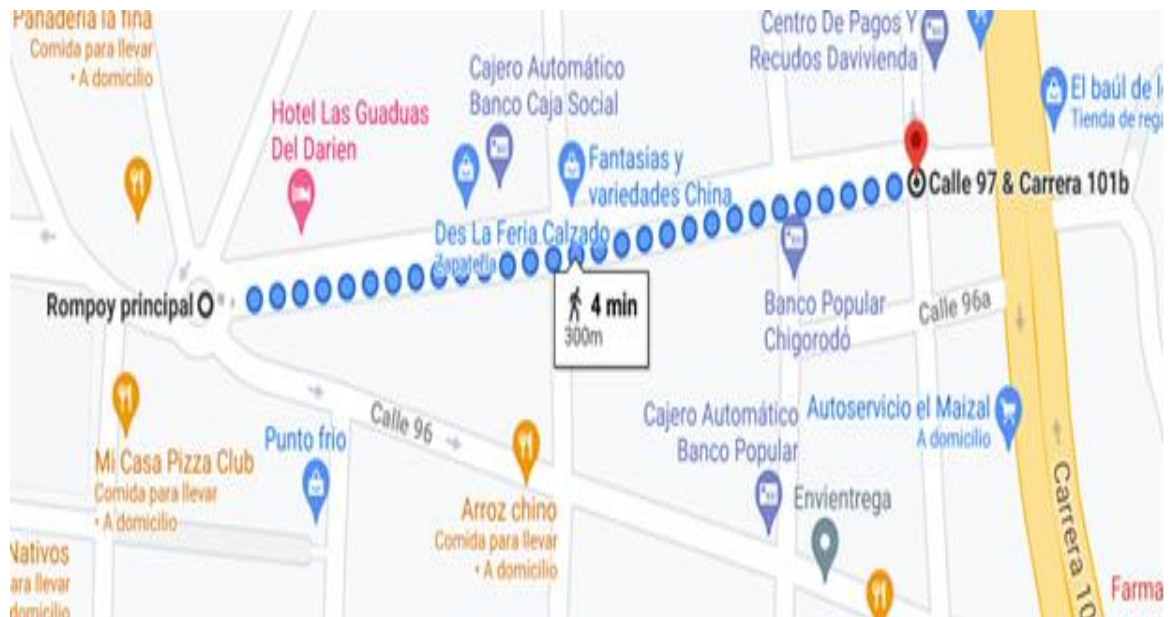 Panadería la fina
Comida para llevar
• A domicilio
Centro De Pagos Y
Recudos Davivienda
Cajero Automático
Banco Caja Social
El baúl de l
Tienda de rega
Hotel Las Guaduas
Del Darien
Fantasias y
variedades China
Calle 97 & Carrera 101b
Des La Feria Calzado
Zapatería
Rompoy principal
4 min
300m
Banco Popular
Chigorodó
Calle 96a
Calle 96
Cajero Automático
Banco Popular
Autoservicio el Maizal
A domicilio
Punto frio
Mi Casa Pizza Club
Comida para llevar
• A domicilio
Arroz chino
Comida para llevar
• A domicilio
Envientrega
Carrera 10
Nativos
ara llevar
domicilio
Farma